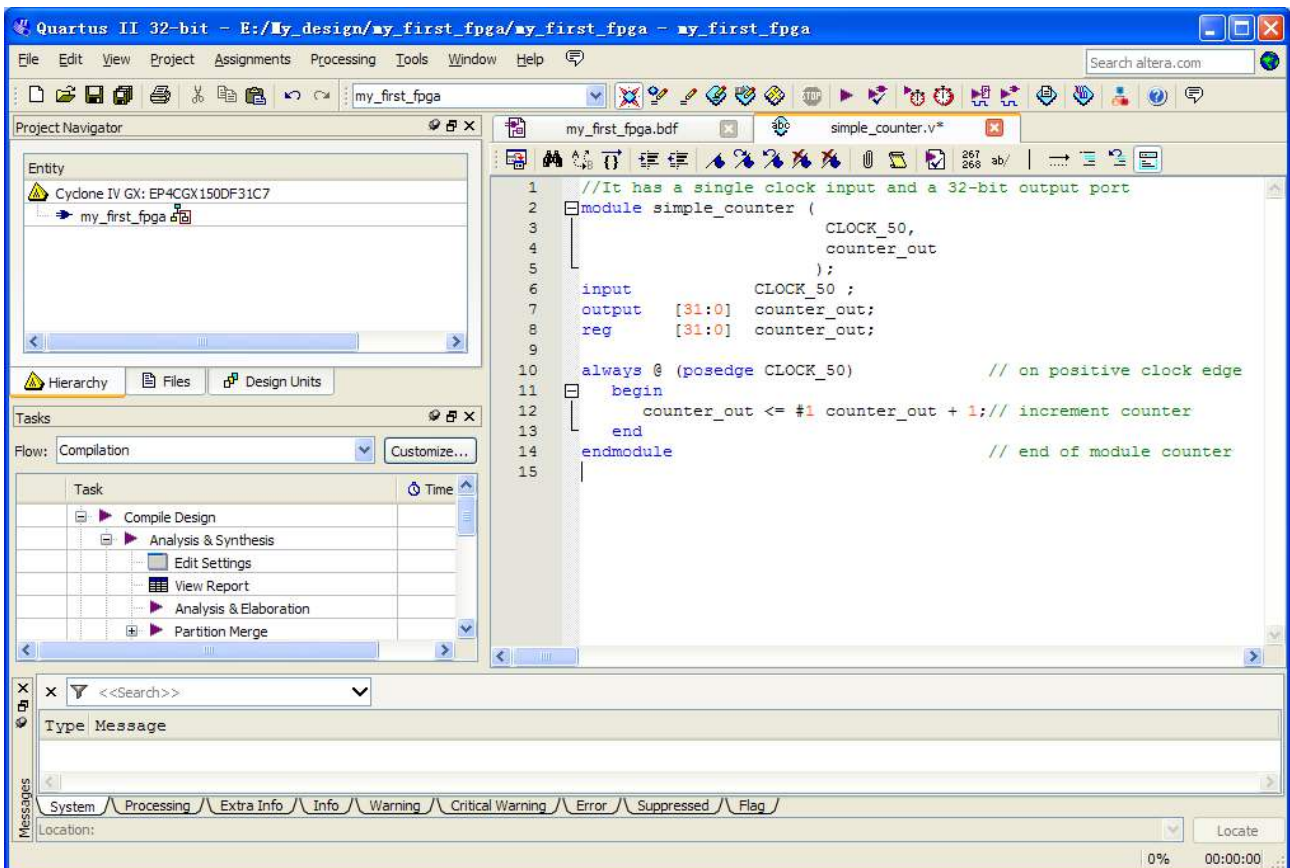 Quartus II 32-bit - E:/My_design/my_first_fpga/my_first_fpga - my_first_fpga
File Edit View Project Assignments Processing Tools Window Help
Search altera.com
my_first_fpga
Project Navigator
Entity
Cyclone IV GX: EP4CGX150DF31C7
my_first_fpga
Hierarchy Files Design Units
Tasks
Flow: Compilation Customize...
Task Time
Compile Design
Analysis & Synthesis
Edit Settings
View Report
Analysis & Elaboration
Partition Merge
my_first_fpga.bdf simple_counter.v*
267
268 ab/
1 //It has a single clock input and a 32-bit output port
2 module simple_counter (
3 CLOCK_50,
4 counter_out
5 );
6 input CLOCK_50 ;
7 output [31:0] counter_out;
8 reg [31:0] counter_out;
9
10 always @ (posedge CLOCK_50) // on positive clock edge
11 begin
12 counter_out <= #1 counter_out + 1;// increment counter
13 end
14 endmodule // end of module counter
15
<<Search>>
Type Message
Messages
System Processing Extra Info Info Warning Critical Warning Error Suppressed Flag
Location: Locate
0% 00:00:00